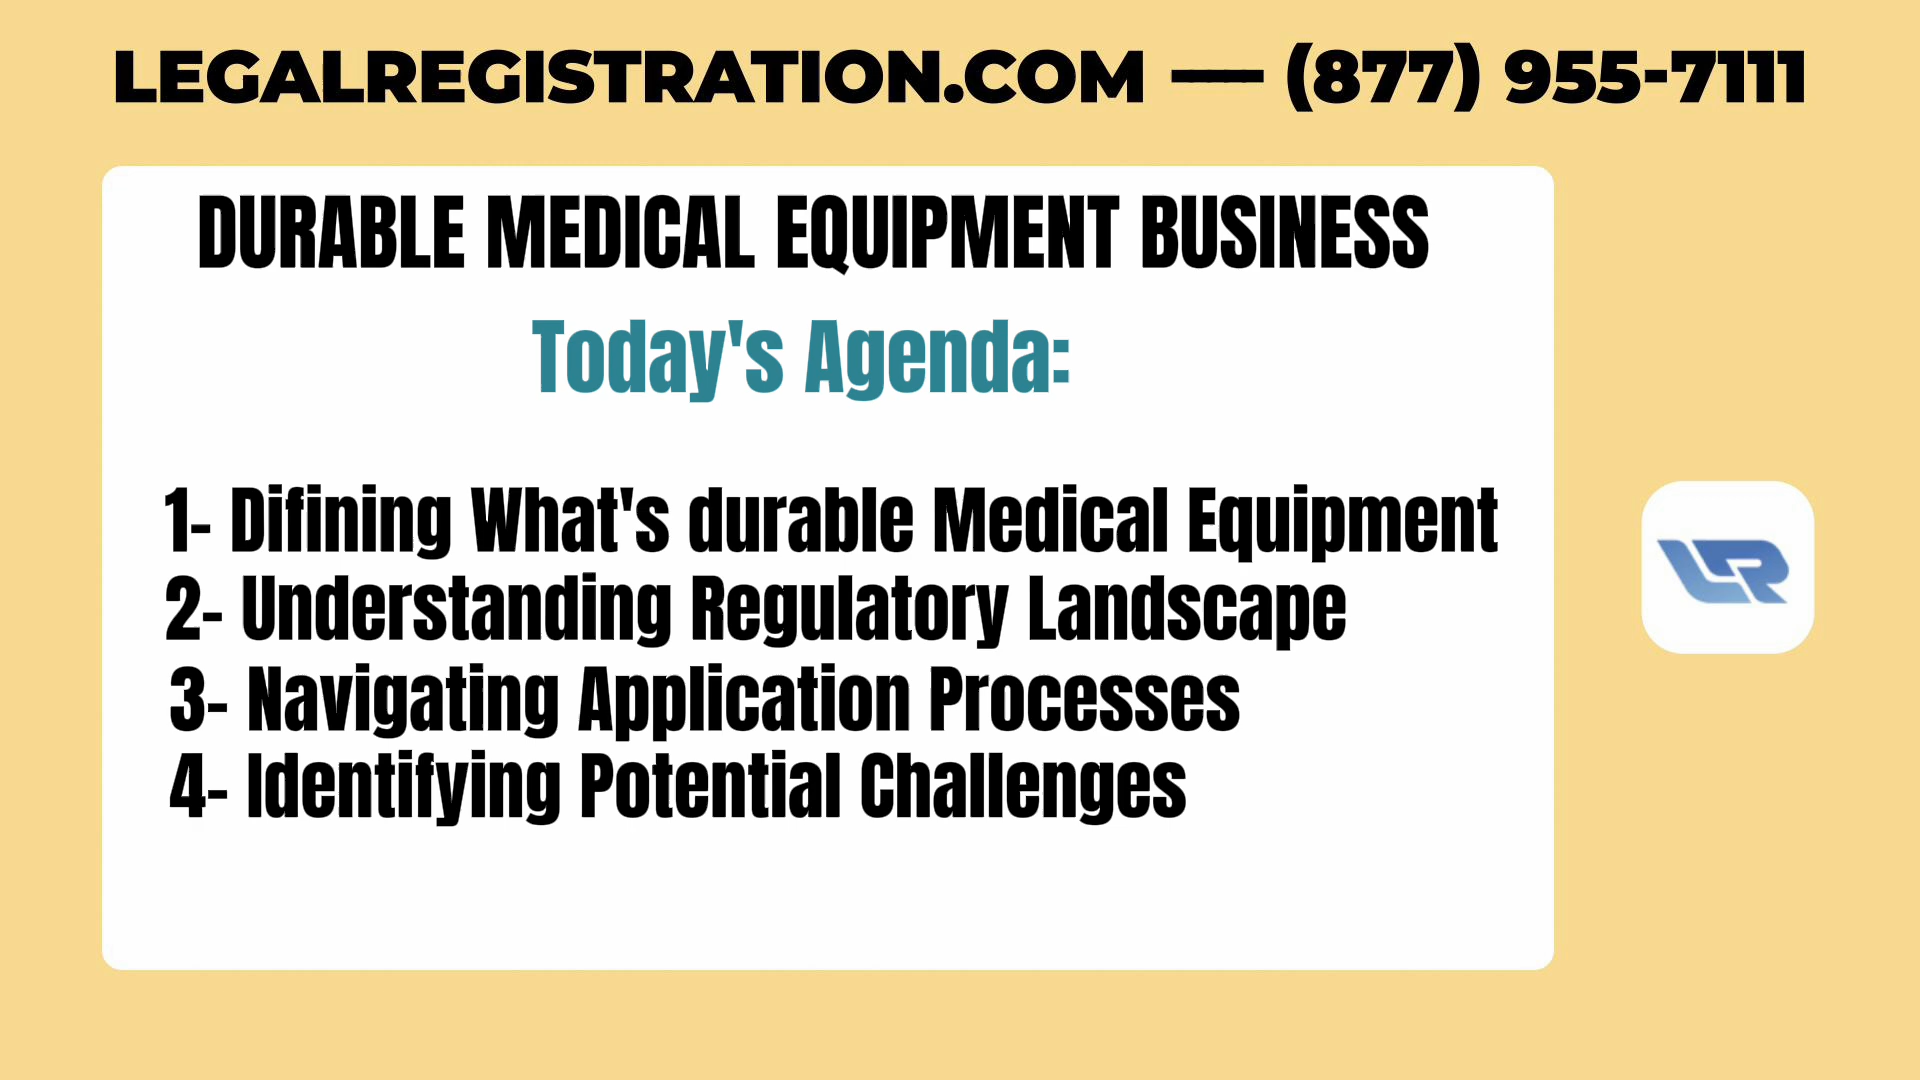 LEGALREGISTRATION.COM — (877) 955-7111
DURABLE MEDICAL EQUIPMENT BUSINESS
Today's Agenda:
1- Difining What's durable Medical Equipment
2- Understanding Regulatory Landscape
3- Navigating Application Processes
4- Identifying Potential Challenges
LR